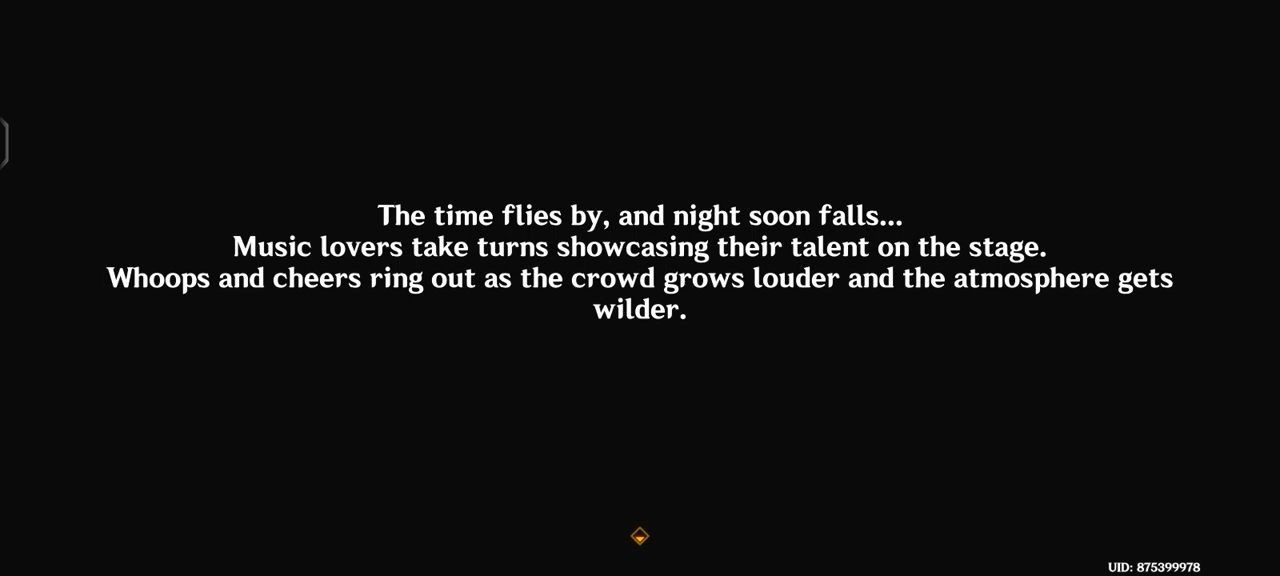 The time flies by, and night soon falls...
Music lovers take turns showcasing their talent on the stage.
Whoops and cheers ring out as the crowd grows louder and the atmosphere gets
wilder.
UID: 875399978